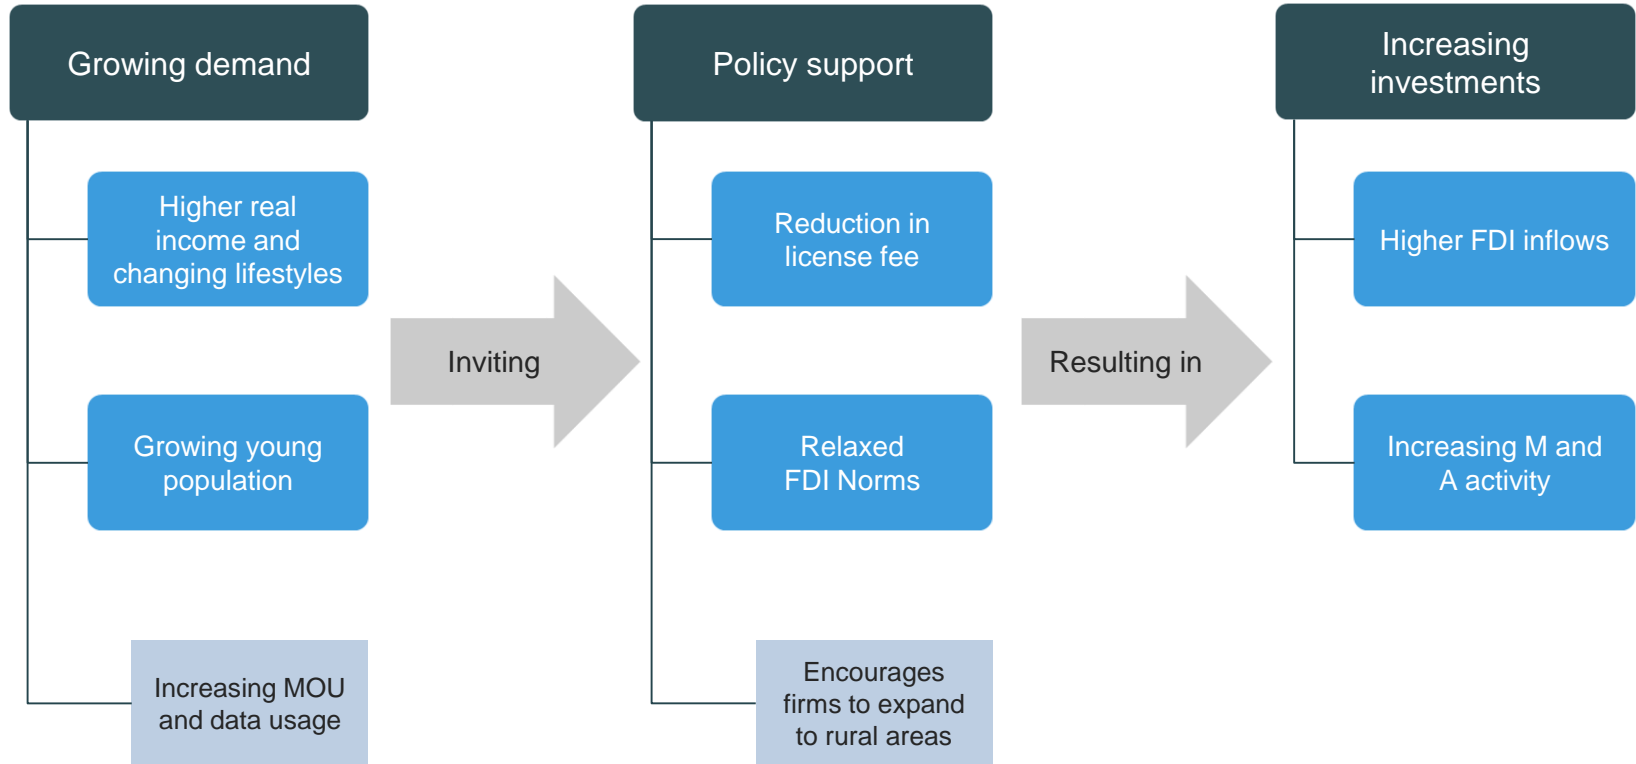 Growing demand
Higher real
income and
changing lifestyles
Growing young
population
Increasing MOU
and data usage
Inviting
Policy support
Reduction in
license fee
Relaxed
FDI Norms
Encourages
firms to expand
to rural areas
Resulting in
Increasing
investments
Higher FDI inflows
Increasing M and
A activity